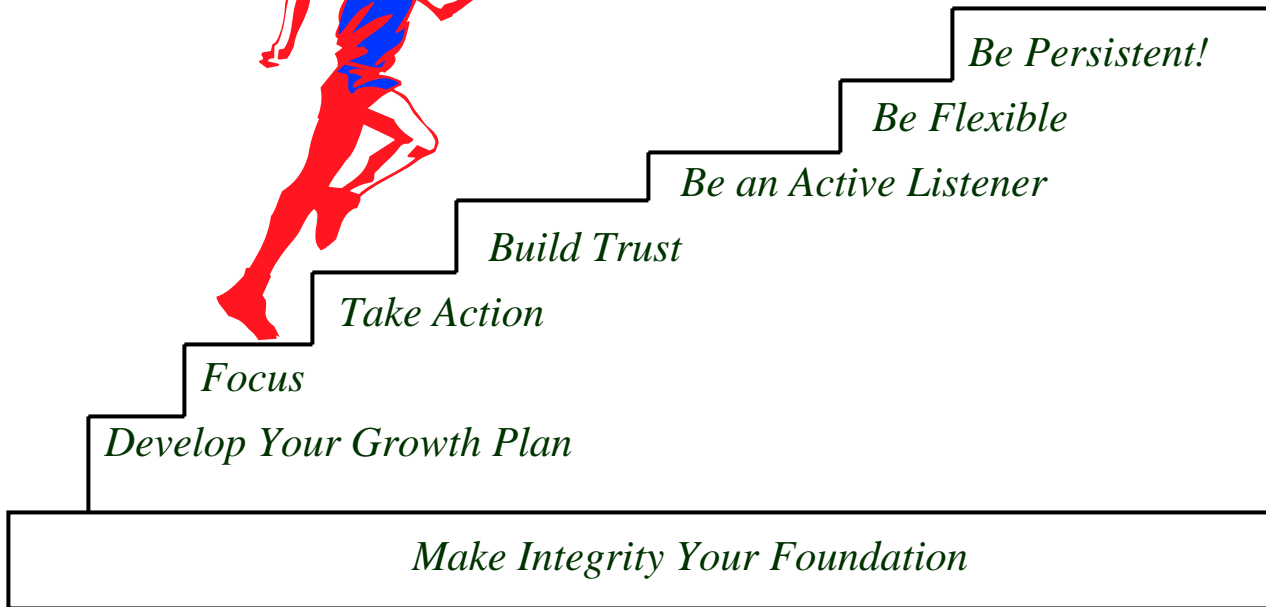 Be Persistent!
Be Flexible
Be an Active Listener
Build Trust
Take Action
Focus
Develop Your Growth Plan
Make Integrity Your Foundation